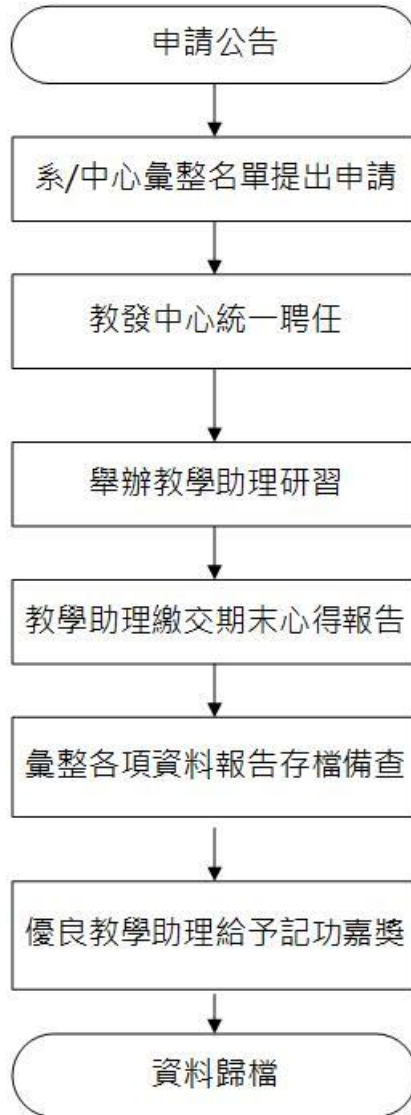 申請公告
系/中心彙整名單提出申請
教發中心統一聘任
舉辦教學助理研習
教學助理繳交期末心得報告
彙整各項資料報告存檔備查
優良教學助理給予記功嘉獎
資料歸檔